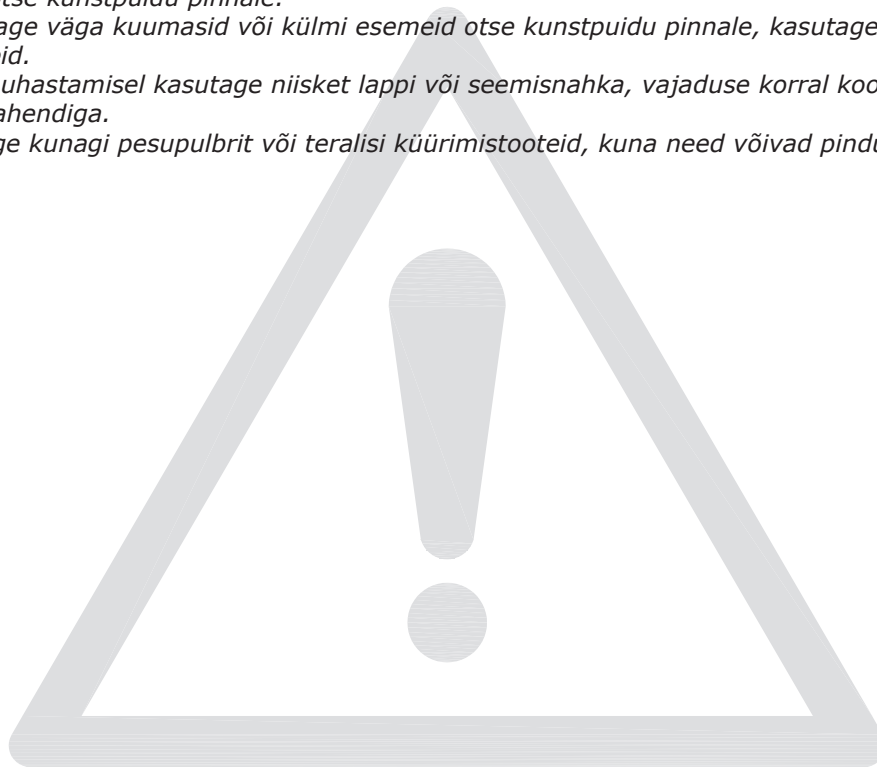 otse kunstpuidu pinnale.
age väga kuumasid või külmi esemeid otse kunstpuidu pinnale, kasutage
id.
uhastamisel kasutage niisket lappi või seemisnahka, vajaduse korral koo
ahendiga.
ge kunagi pesupulbrit või teralisi küürimistooteid, kuna need võivad pindu